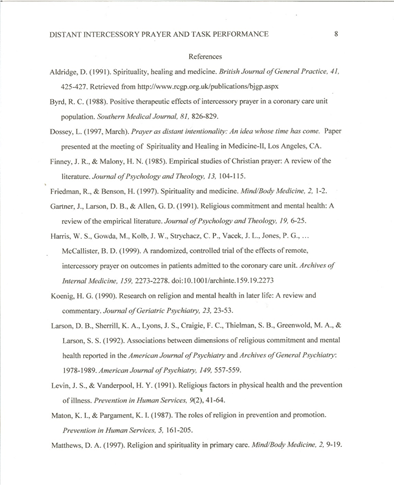 DISTANT INTERCESSORY PRAYER AND TASK PERFORMANCE 8
References
Aldridge, D. (1991). Spirituality, healing and medicine. British Journal of General Practice, 41,
425-427. Retrieved from http://www.rcgp.org.uk/publications/bjgp.aspx
Byrd, R. C. (1988). Positive therapeutic effects of intercessory prayer in a coronary care unit
population. Southern Medical Journal, 81, 826-829.
Dossey, L. (1997, March). Prayer as distant intentionality: An idea whose time has come. Paper
presented at the meeting of Spirituality and Healing in Medicine-II, Los Angeles, CA.
Finney, J. R., & Malony, H. N. (1985). Empirical studies of Christian prayer: A review of the
literature. Journal of Psychology and Theology, 13, 104-115.
Friedman, R., & Benson, H. (1997). Spirituality and medicine. Mind/Body Medicine, 2, 1-2.
Gartner, J., Larson, D. B., & Allen, G. D. (1991). Religious commitment and mental health: A
review of the empirical literature. Journal of Psychology and Theology, 19, 6-25.
Harris, W. S., Gowda, M., Kolb, J. W., Strychacz, C. P., Vacek, J. L., Jones, P. G., …
McCallister, B. D. (1999). A randomized, controlled trial of the effects of remote,
intercessory prayer on outcomes in patients admitted to the coronary care unit. Archives of
Internal Medicine, 159, 2273-2278. doi:10.1001/archinte.159.19.2273
Koenig, H. G. (1990). Research on religion and mental health in later life: A review and
commentary. Journal of Geriatric Psychiatry, 23, 23-53.
Larson, D. B., Sherrill, K. A., Lyons, J. S., Craigie, F. C., Thielman, S. B., Greenwold, M. A., &
Larson, S. S. (1992). Associations between dimensions of religious commitment and mental
health reported in the American Journal of Psychiatry and Archives of General Psychiatry:
1978-1989. American Journal of Psychiatry, 149, 557-559.
Levin, J. S., & Vanderpool, H. Y. (1991). Religious factors in physical health and the prevention
of illness. Prevention in Human Services, 9(2), 41-64.
Maton, K. I., & Pargament, K. I. (1987). The roles of religion in prevention and promotion.
Prevention in Human Services, 5, 161-205.
Matthews, D. A. (1997). Religion and spirituality in primary care. Mind/Body Medicine, 2, 9-19.